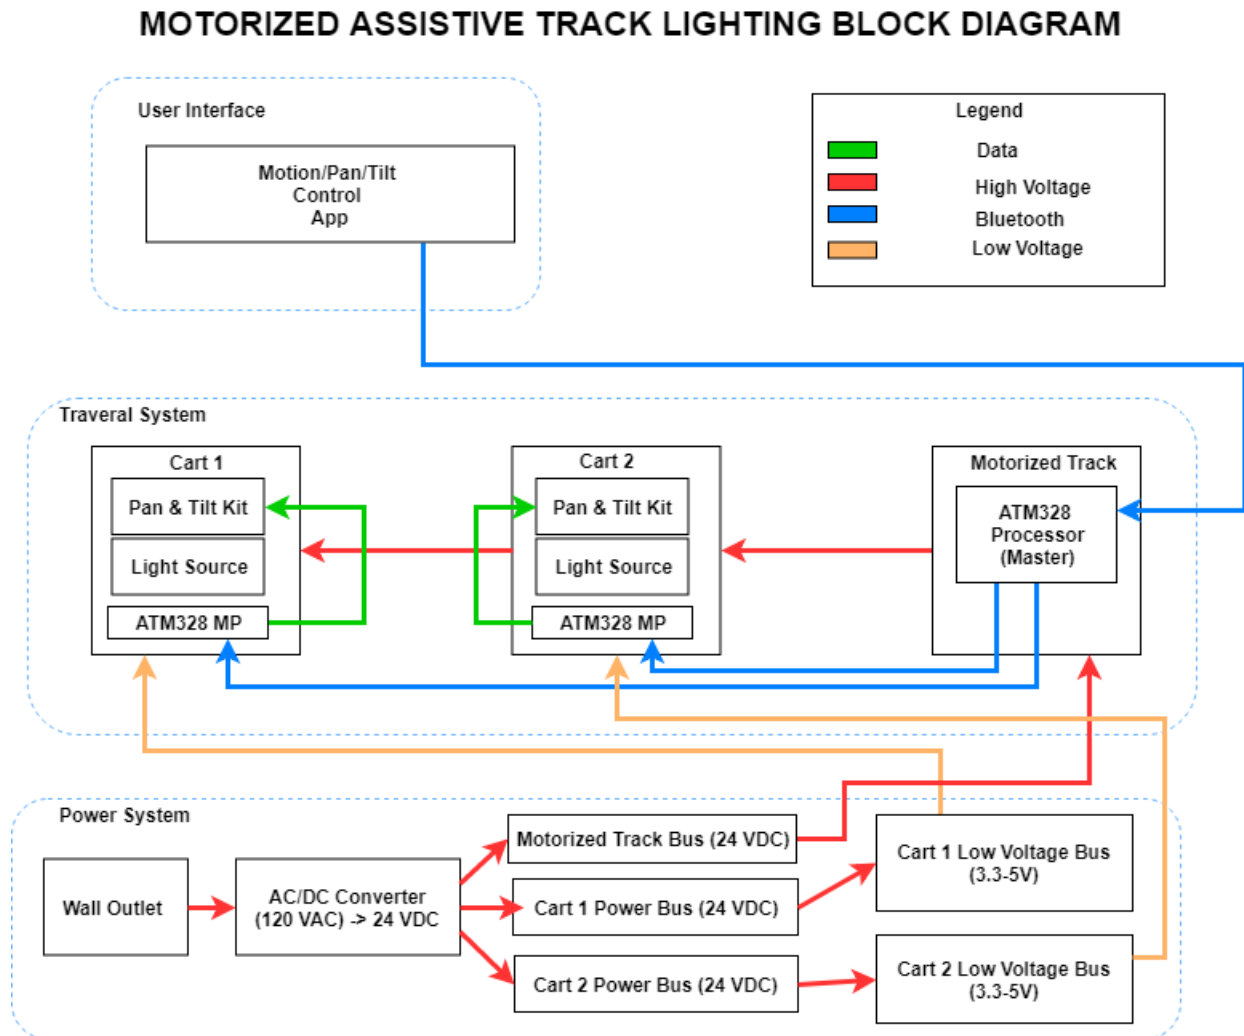 MOTORIZED ASSISTIVE TRACK LIGHTING BLOCK DIAGRAM
User Interface
Motion/Pan/Tilt
Control
App
Legend
Data
High Voltage
Bluetooth
Low Voltage
Traveral System
Cart 1
Pan & Tilt Kit
Light Source
ATM328 MP
Cart 2
Pan & Tilt Kit
Light Source
ATM328 MP
Motorized Track
ATM328
Processor
(Master)
Power System
Wall Outlet
AC/DC Converter
(120 VAC) -> 24 VDC
Motorized Track Bus (24 VDC)
Cart 1 Power Bus (24 VDC)
Cart 2 Power Bus (24 VDC)
Cart 1 Low Voltage Bus
(3.3-5V)
Cart 2 Low Voltage Bus
(3.3-5V)